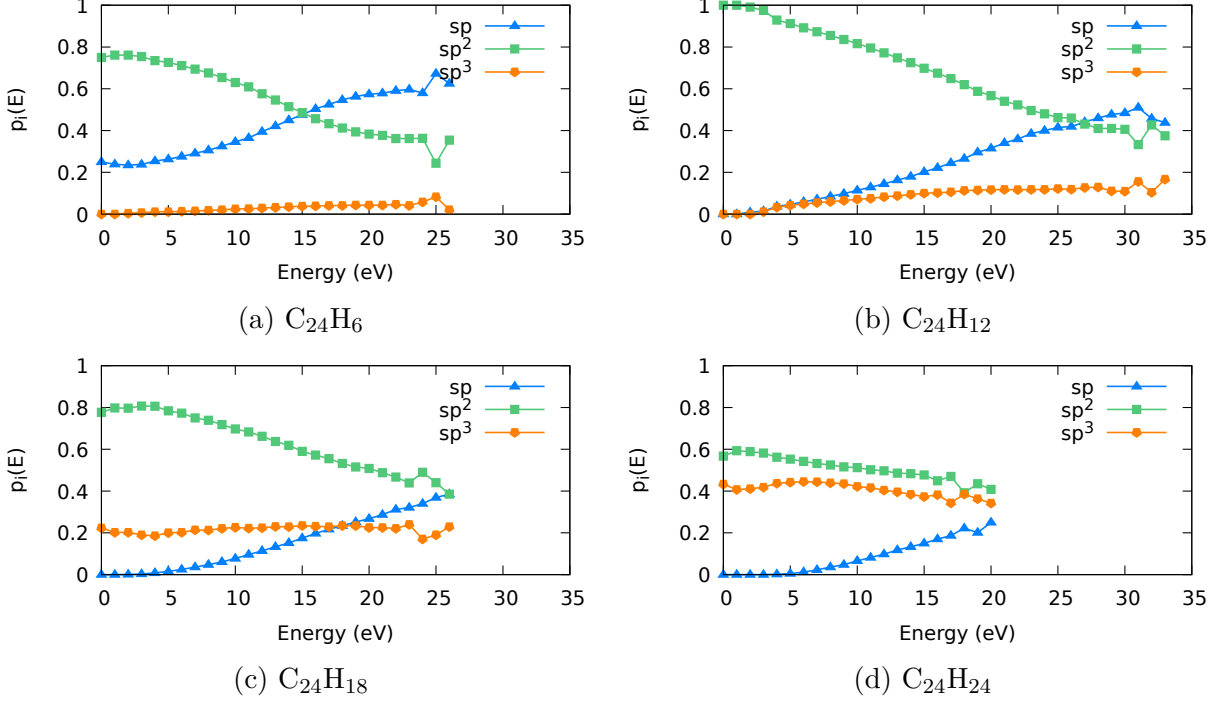 sp
sp²
sp³
p_i(E)
1
0.8
0.6
0.4
0.2
0
0 5 10 15 20 25 30 35
Energy (eV)
(a) C₂₄H₆
sp
sp²
sp³
p_i(E)
1
0.8
0.6
0.4
0.2
0
0 5 10 15 20 25 30 35
Energy (eV)
(b) C₂₄H₁₂
sp
sp²
sp³
p_i(E)
1
0.8
0.6
0.4
0.2
0
0 5 10 15 20 25 30 35
Energy (eV)
(c) C₂₄H₁₈
sp
sp²
sp³
p_i(E)
1
0.8
0.6
0.4
0.2
0
0 5 10 15 20 25 30 35
Energy (eV)
(d) C₂₄H₂₄